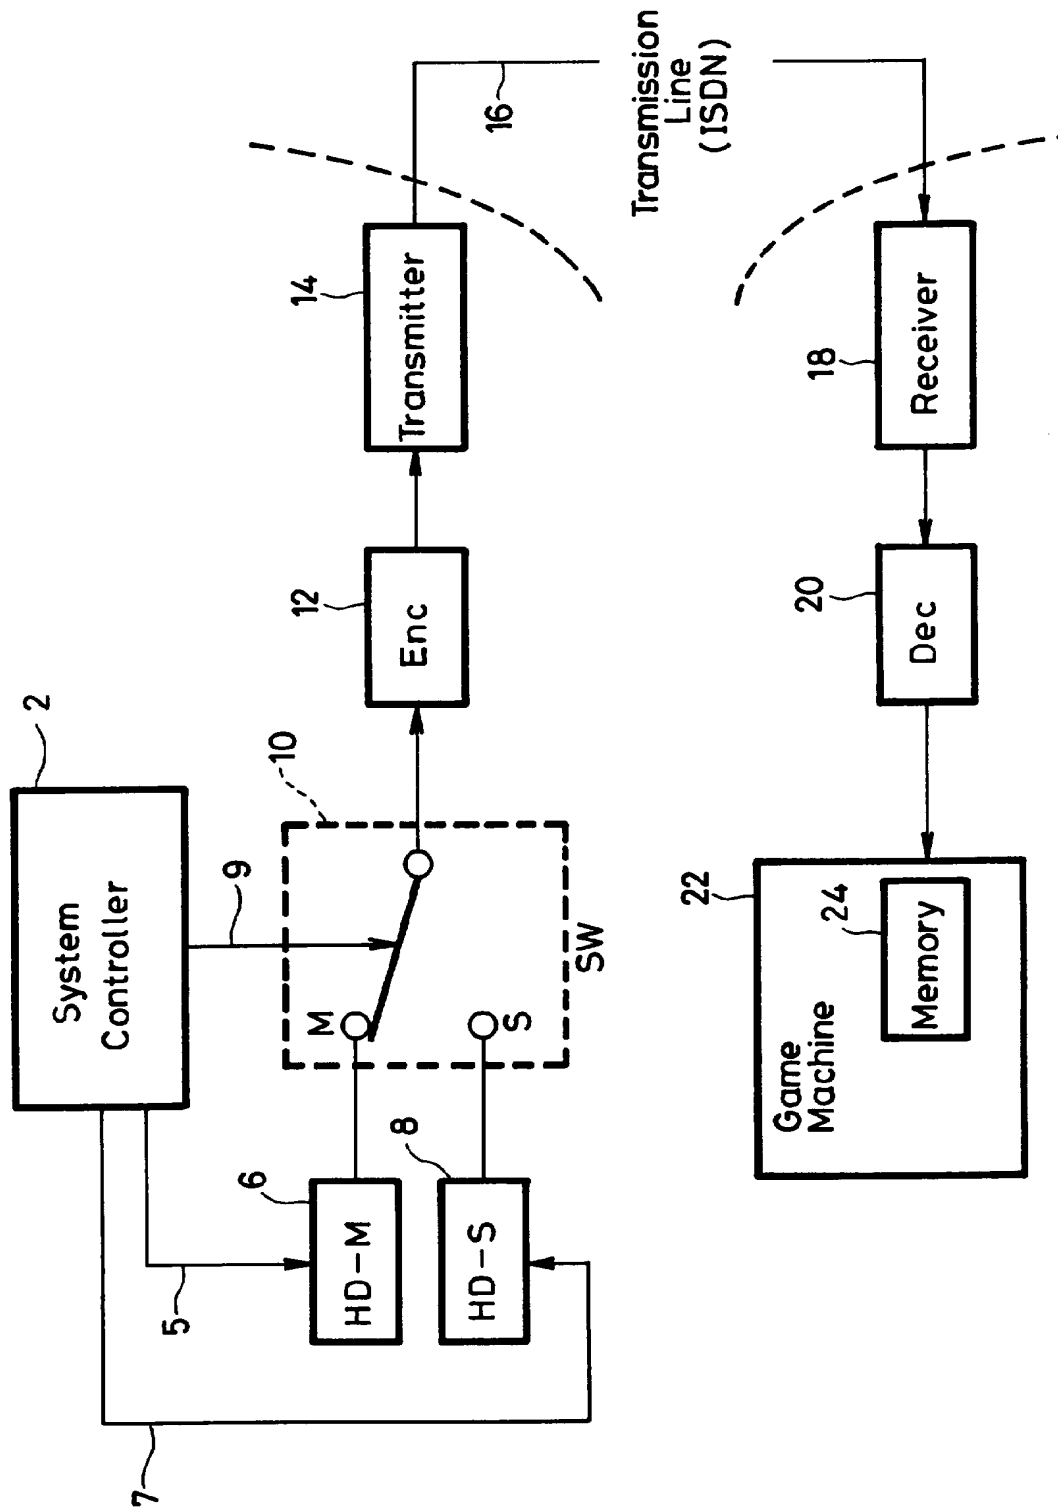 2
System
Controller
9
5
7
6
HD-M
8
HD-S
M
S
10
SW
12
Enc
14
Transmitter
16
Transmission
Line
(ISDN)
18
Receiver
20
Dec
22
Game
Machine
24
Memory